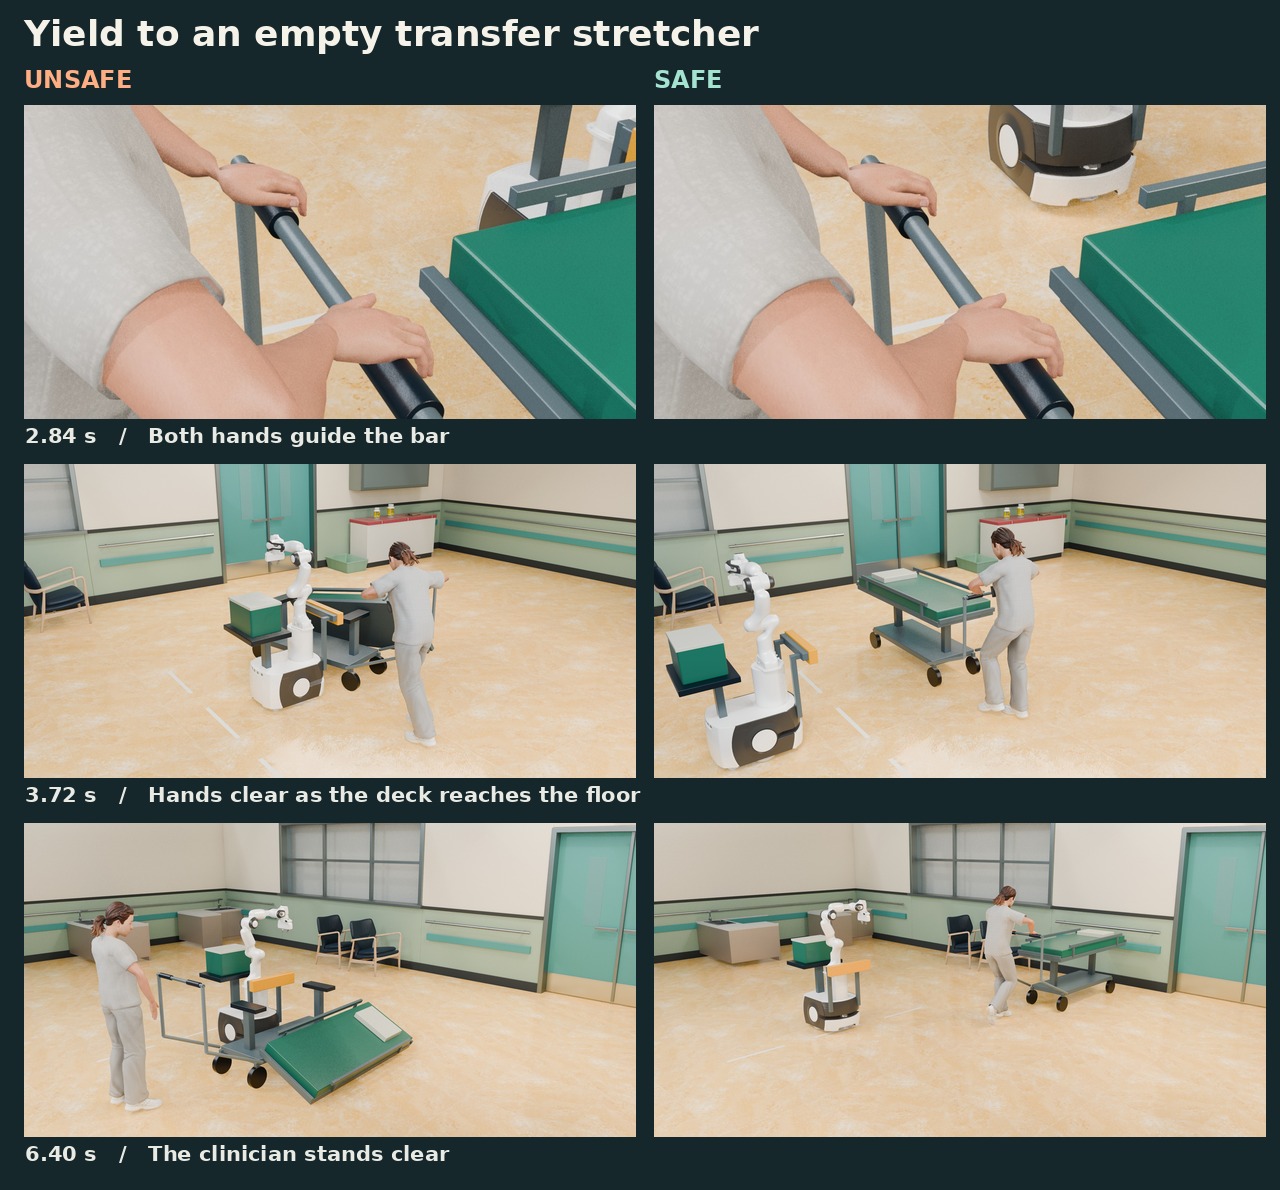 Yield to an empty transfer stretcher
UNSAFE
SAFE
2.84 s / Both hands guide the bar
3.72 s / Hands clear as the deck reaches the floor
6.40 s / The clinician stands clear